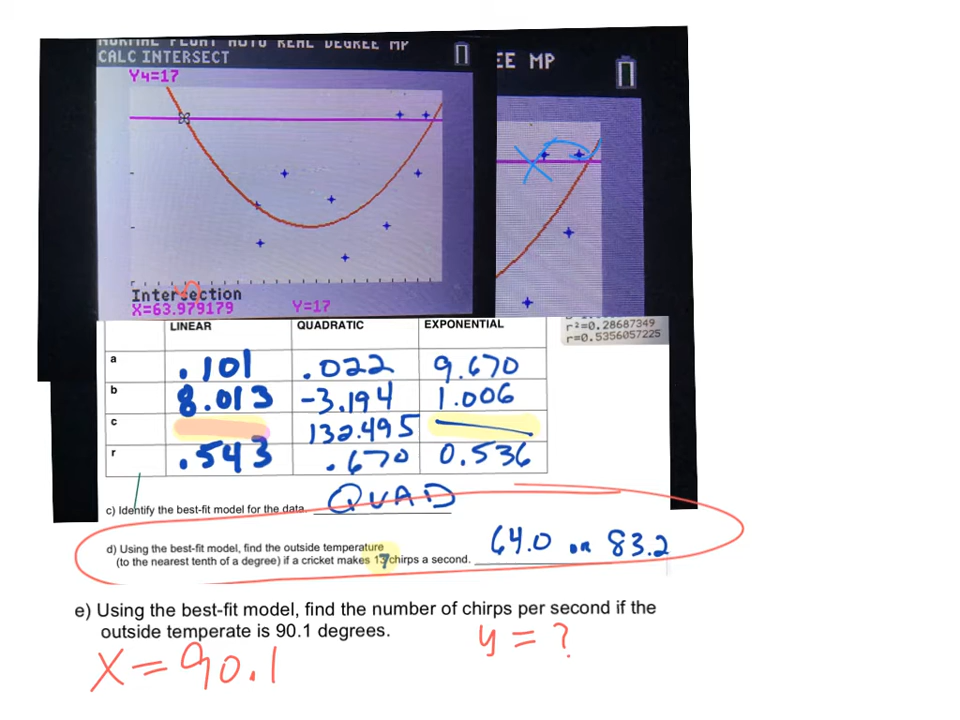 NORMAL FLOAT AUTO REAL DEGREE MP
CALC INTERSECT
Y4=17
EE MP
Intersection
X=63.979179 Y=17
r²=0.28687349
r=0.5356057225
LINEAR QUADRATIC EXPONENTIAL
a .101 .022 9.670
b 8.013 -3.194 1.006
c 132.495
r .543 .670 0.536
c) Identify the best-fit model for the data. QUAD
d) Using the best-fit model, find the outside temperature
(to the nearest tenth of a degree) if a cricket makes 17 chirps a second. 64.0 or 83.2
e) Using the best-fit model, find the number of chirps per second if the
outside temperate is 90.1 degrees.
y = ?
X = 90.1